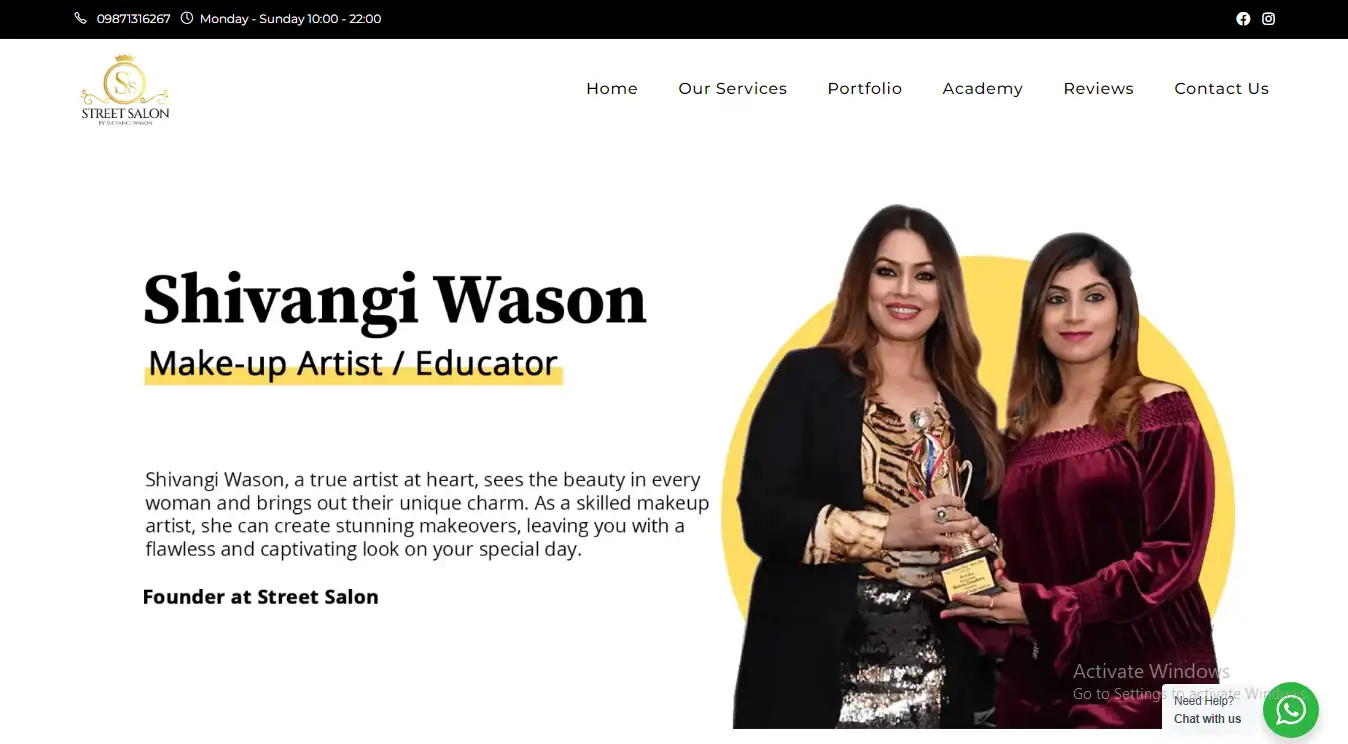 09871316267 Monday - Sunday 10:00 - 22:00
S S
STREET SALON
BY SHIVANGI WASON
Home Our Services Portfolio Academy Reviews Contact Us
Shivangi Wason
Make-up Artist / Educator
Shivangi Wason, a true artist at heart, sees the beauty in every
woman and brings out their unique charm. As a skilled makeup
artist, she can create stunning makeovers, leaving you with a
flawless and captivating look on your special day.
Founder at Street Salon
Activate Windows
Go to Settings to activate Windows.
Need Help?
Chat with us